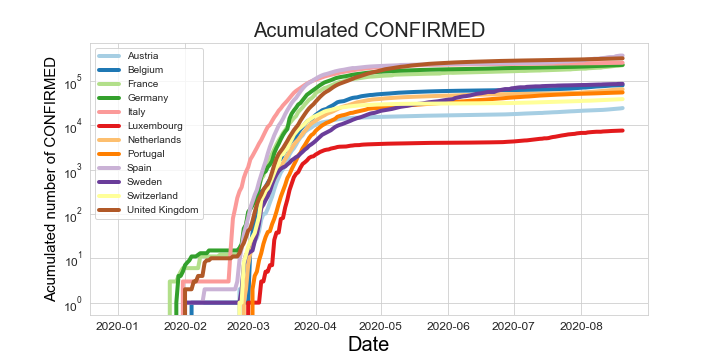 Acumulated CONFIRMED
Acumulated number of CONFIRMED
10^5
10^4
10^3
10^2
10^1
10^0
Austria
Belgium
France
Germany
Italy
Luxembourg
Netherlands
Portugal
Spain
Sweden
Switzerland
United Kingdom
2020-01 2020-02 2020-03 2020-04 2020-05 2020-06 2020-07 2020-08
Date